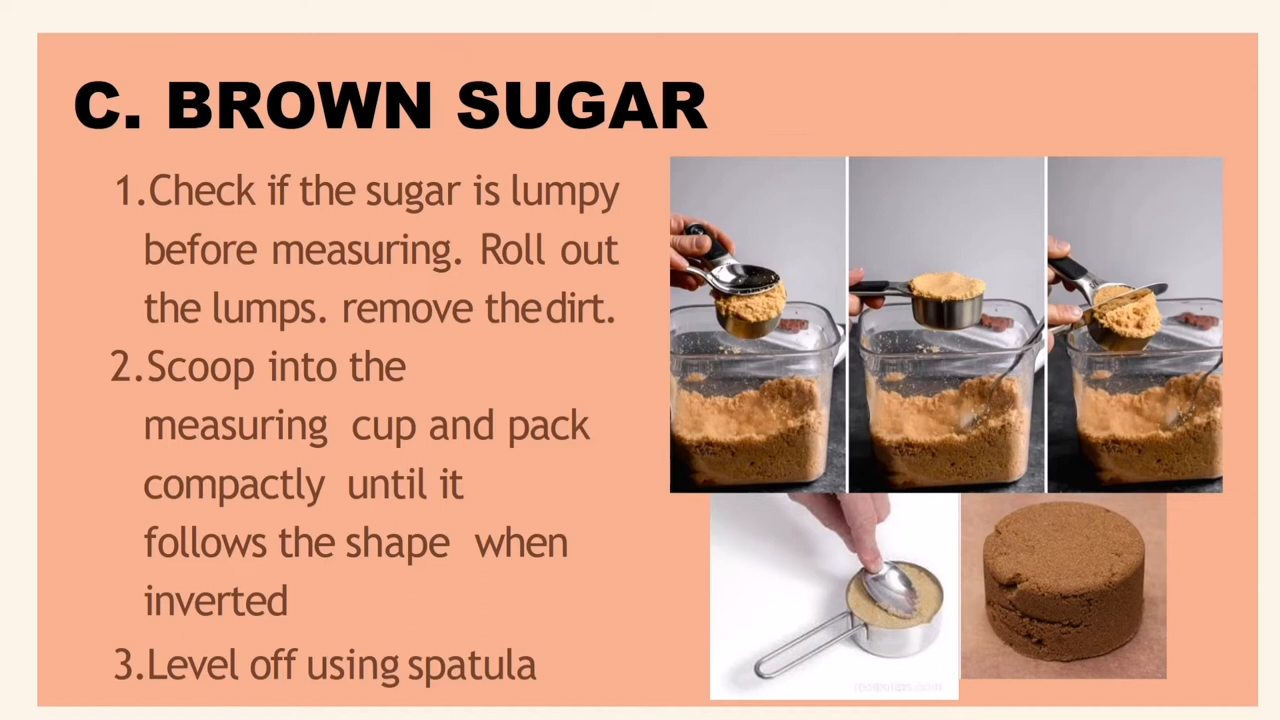 C. BROWN SUGAR
1.Check if the sugar is lumpy
before measuring. Roll out
the lumps. remove the dirt.
2.Scoop into the
measuring cup and pack
compactly until it
follows the shape when
inverted
3.Level off using spatula